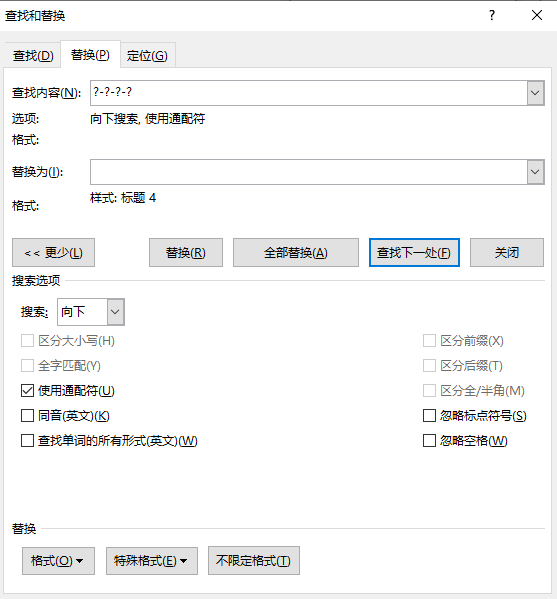 查找和替换
查找(D) 替换(P) 定位(G)
查找内容(N): ?-?-?-?
选项: 向下搜索, 使用通配符
格式:
替换为(I):
格式: 样式: 标题 4
<< 更少(L) 替换(R) 全部替换(A) 查找下一处(F) 关闭
搜索选项
搜索: 向下
区分大小写(H) 区分前缀(X)
全字匹配(Y) 区分后缀(T)
使用通配符(U) 区分全/半角(M)
同音(英文)(K) 忽略标点符号(S)
查找单词的所有形式(英文)(W) 忽略空格(W)
替换
格式(O) 特殊格式(E) 不限定格式(T)